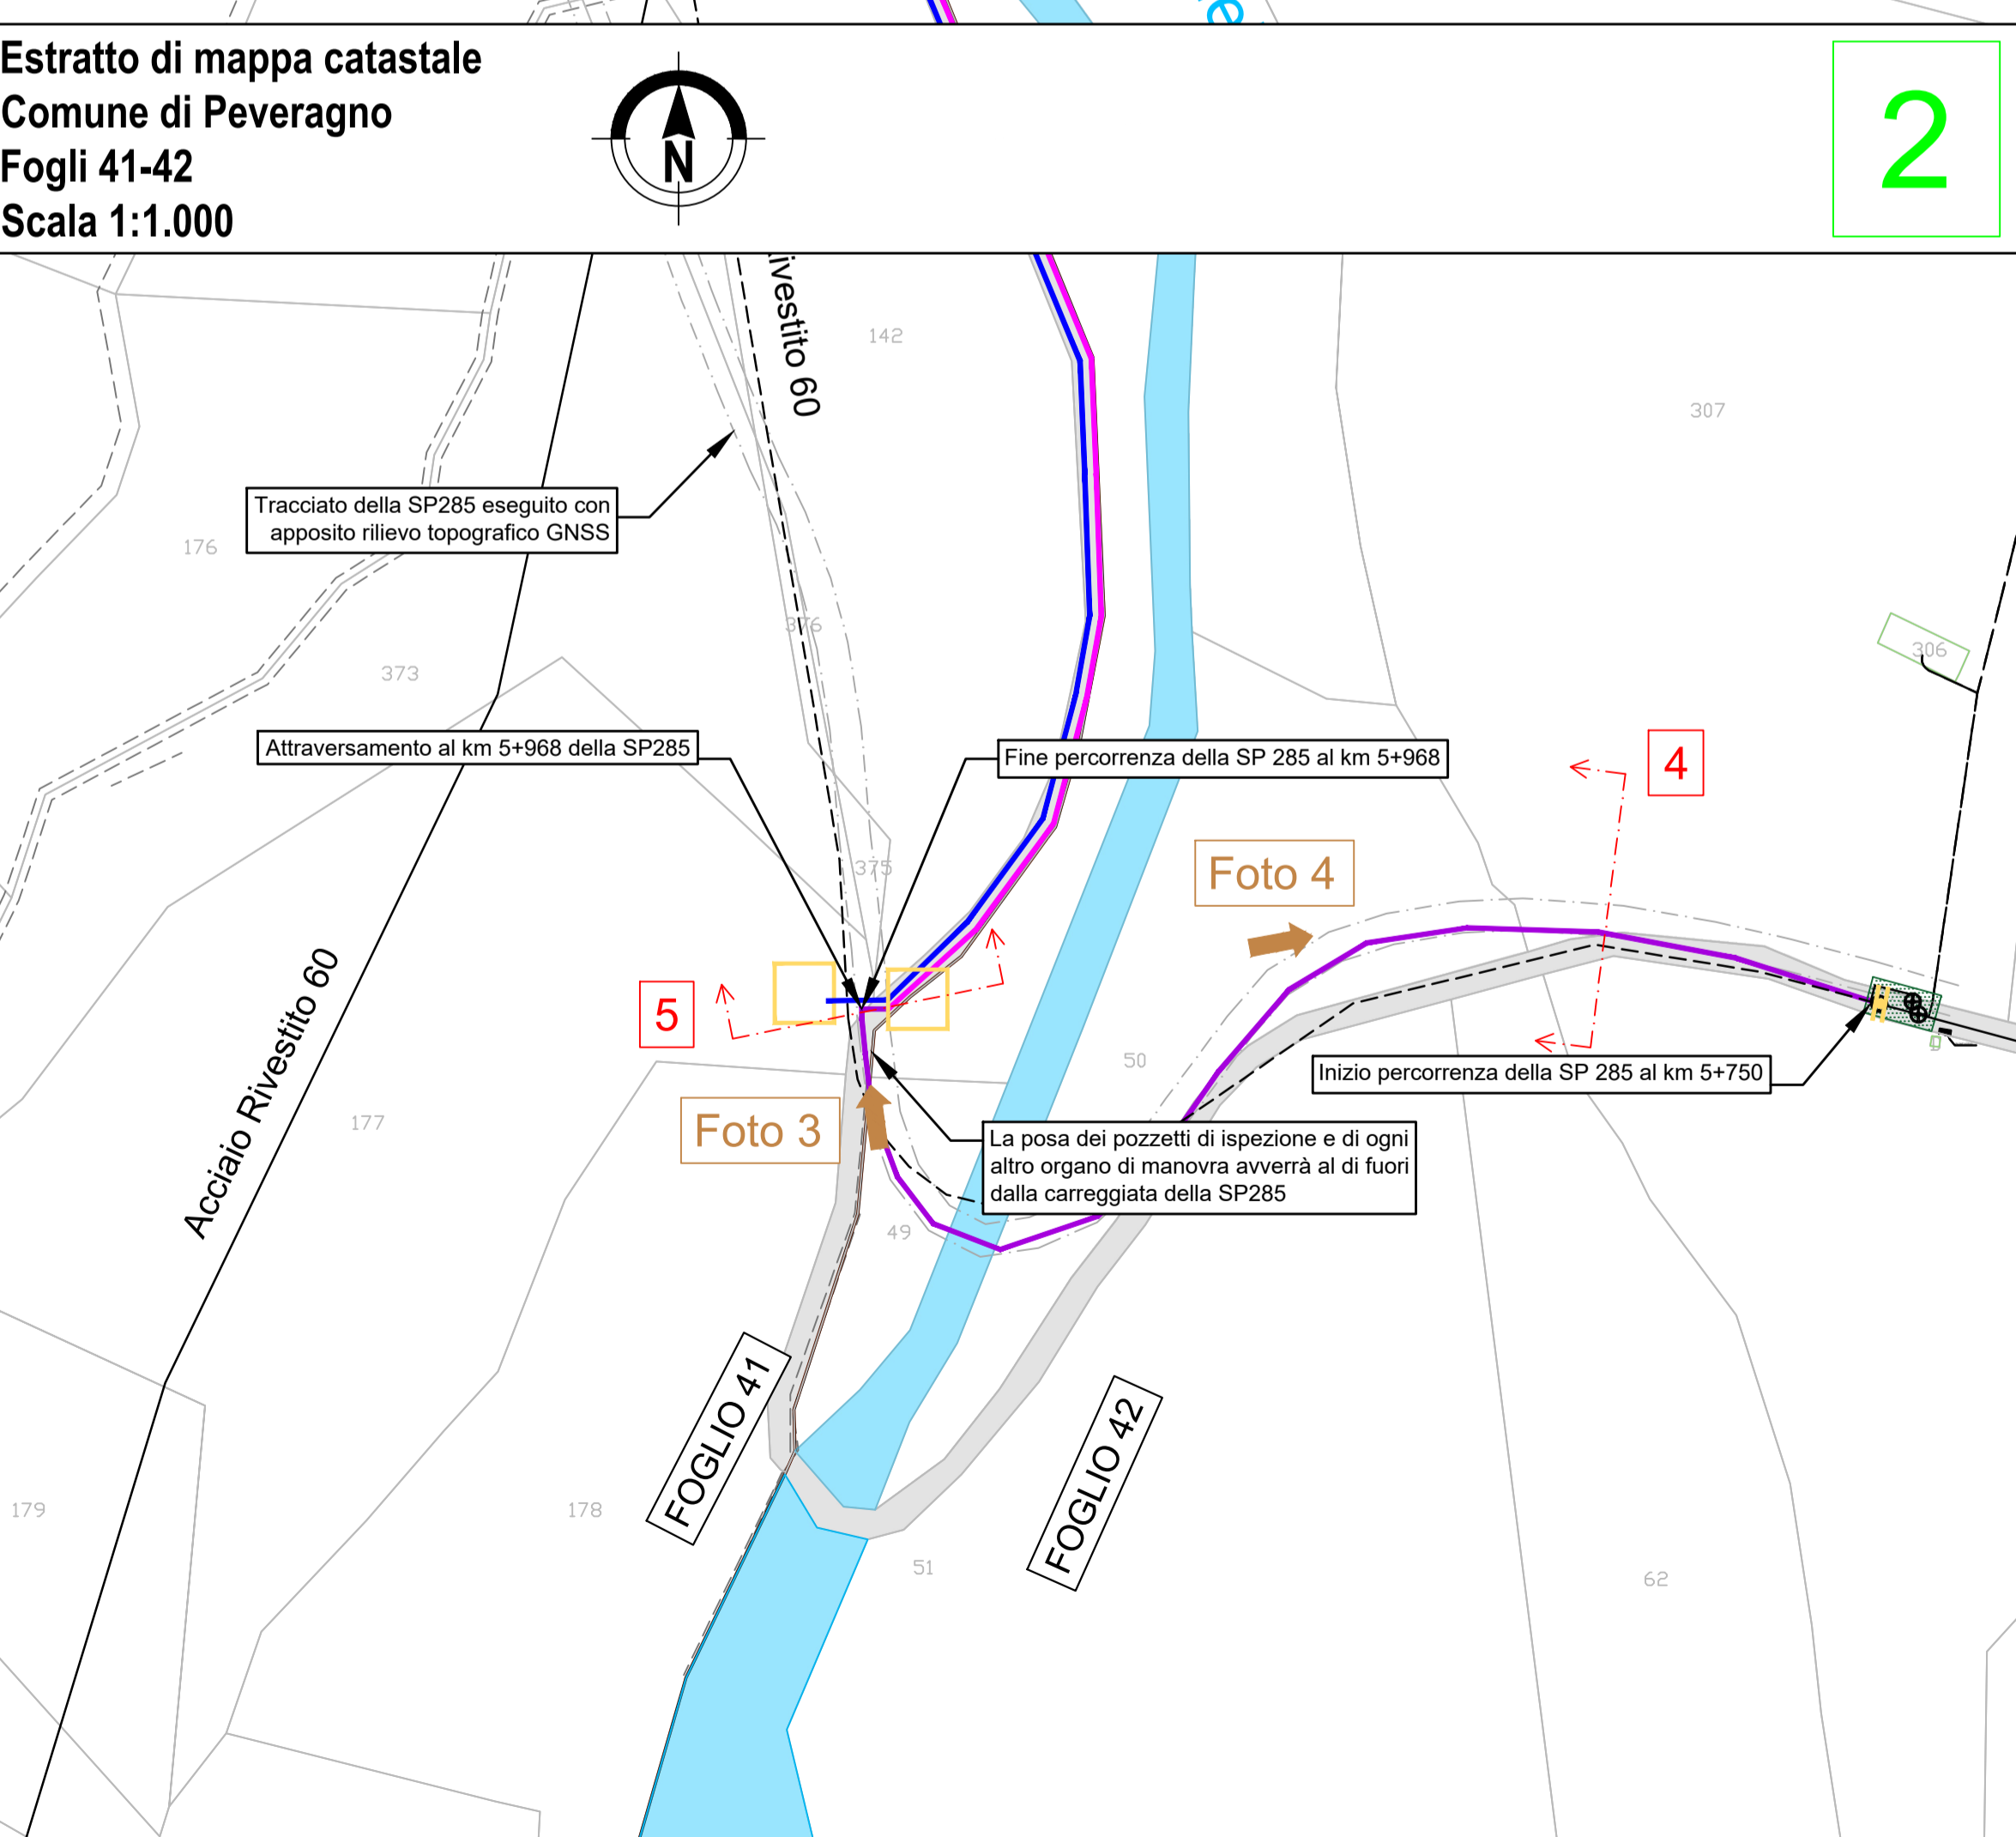 Estratto di mappa catastale
Comune di Peveragno
Fogli 41-42
Scala 1:1.000
N
2
142
307
Tracciato della SP285 eseguito con
apposito rilievo topografico GNSS
176
376
306
373
Attraversamento al km 5+968 della SP285
Fine percorrenza della SP 285 al km 5+968
4
Foto 4
375
Acciaio Rivestito 60
5
50
Inizio percorrenza della SP 285 al km 5+750
177
Foto 3
La posa dei pozzetti di ispezione e di ogni
altro organo di manovra avverrà al di fuori
dalla carreggiata della SP285
49
FOGLIO 41
FOGLIO 42
179
178
51
62
60